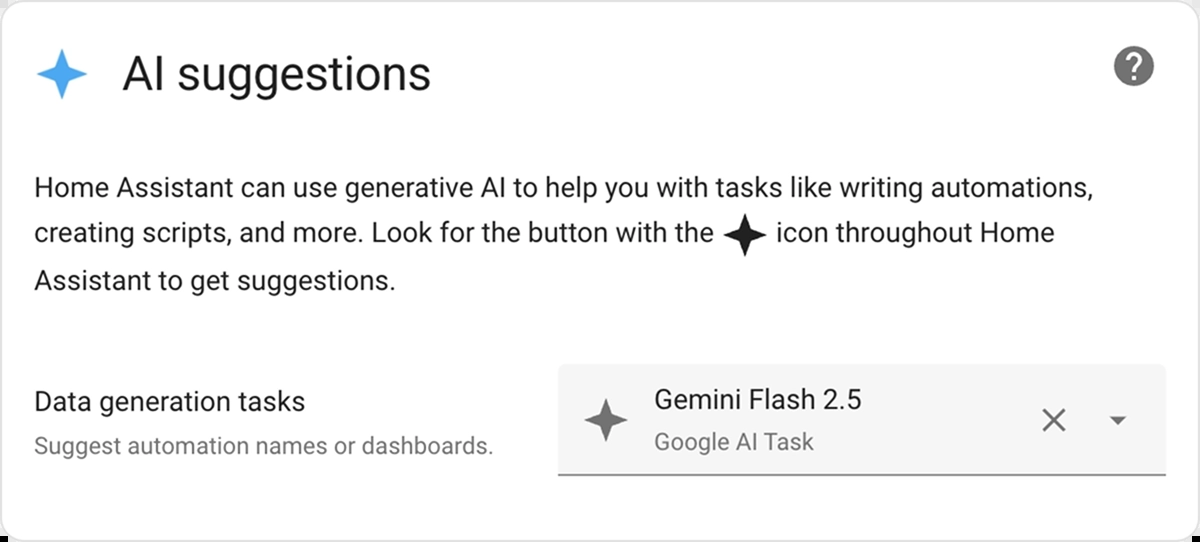 AI suggestions
Home Assistant can use generative AI to help you with tasks like writing automations,
creating scripts, and more. Look for the button with the icon throughout Home
Assistant to get suggestions.
Data generation tasks
Suggest automation names or dashboards.
Gemini Flash 2.5
Google AI Task